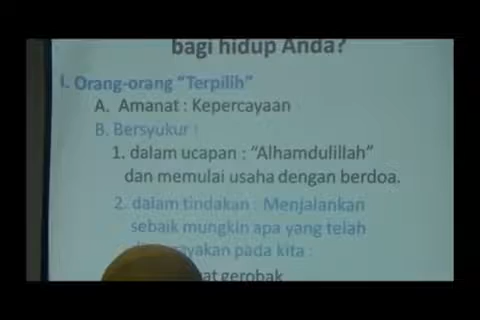 bagi hidup Anda?
I. Orang-orang "Terpilih"
A. Amanat : Kepercayaan
B. Bersyukur :
1. dalam ucapan : "Alhamdulillah"
dan memulai usaha dengan berdoa.
2. dalam tindakan : Menjalankan
sebaik mungkin apa yang telah
pada kita :
gerobak